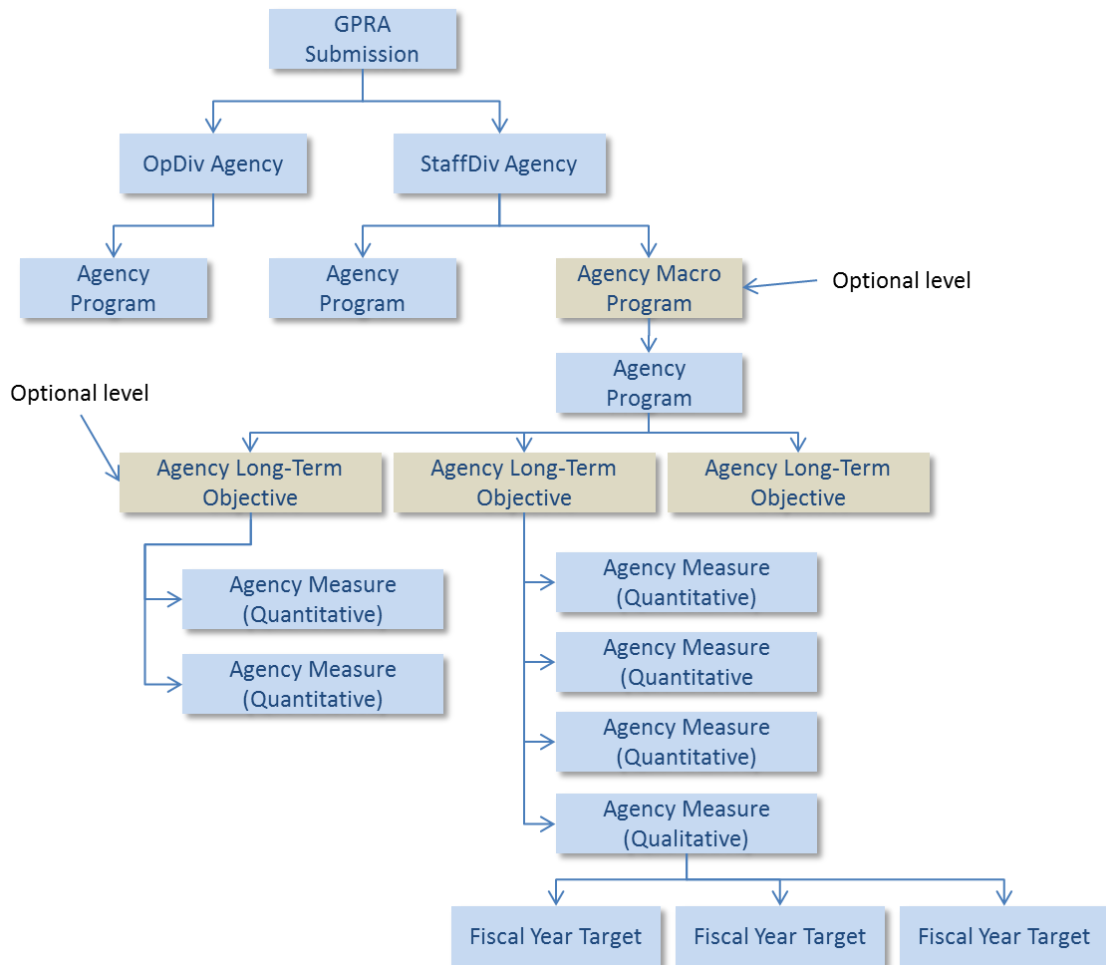 GPRA
Submission
OpDiv Agency
StaffDiv Agency
Agency
Program
Agency
Program
Agency Macro
Program
Optional level
Agency
Program
Optional level
Agency Long-Term
Objective
Agency Long-Term
Objective
Agency Long-Term
Objective
Agency Measure
(Quantitative)
Agency Measure
(Quantitative)
Agency Measure
(Quantitative)
Agency Measure
(Quantitative
Agency Measure
(Quantitative)
Agency Measure
(Qualitative)
Fiscal Year Target
Fiscal Year Target
Fiscal Year Target